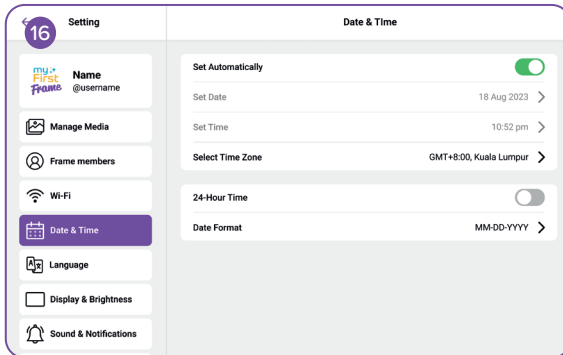 16
Setting
Date & TIme
my
First
Frame
Name
@username
Manage Media
Frame members
Wi-Fi
Date & Time
Language
Display & Brightness
Sound & Notifications
Set Automatically
Set Date 18 Aug 2023
Set Time 10:52 pm
Select Time Zone GMT+8:00, Kuala Lumpur
24-Hour Time
Date Format MM-DD-YYYY